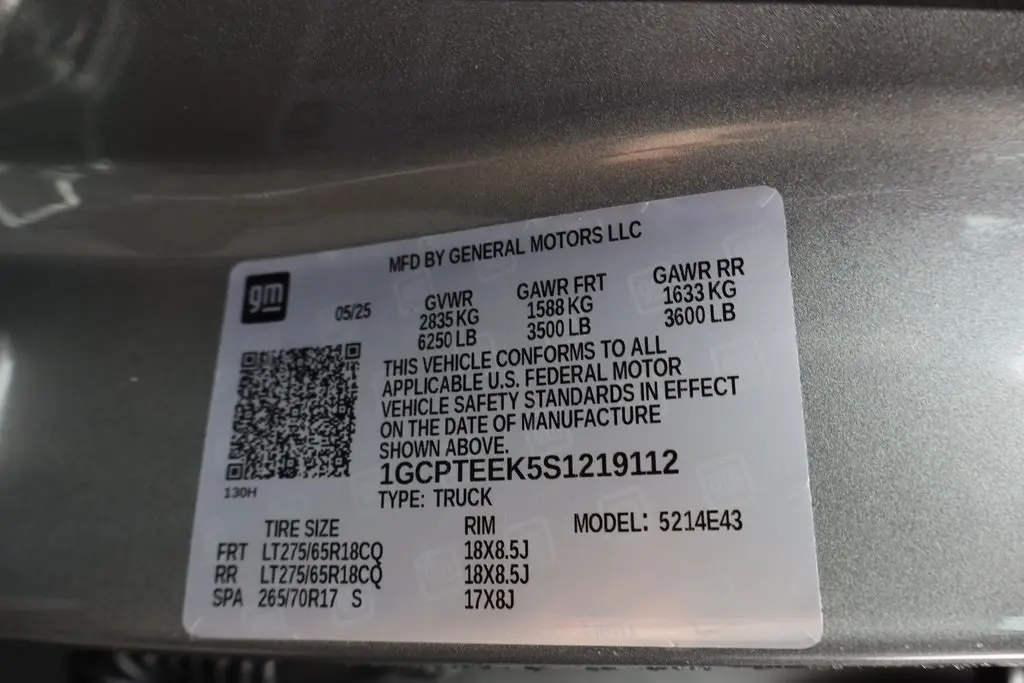 MFD BY GENERAL MOTORS LLC
gm
05/25
GVWR GAWR FRT GAWR RR
2835 KG 1588 KG 1633 KG
6250 LB 3500 LB 3600 LB
THIS VEHICLE CONFORMS TO ALL
APPLICABLE U.S. FEDERAL MOTOR
VEHICLE SAFETY STANDARDS IN EFFECT
ON THE DATE OF MANUFACTURE
SHOWN ABOVE.
1GCPTEEK5S1219112
130H
TYPE: TRUCK
TIRE SIZE RIM MODEL: 5214E43
FRT LT275/65R18CQ 18X8.5J
RR LT275/65R18CQ 18X8.5J
SPA 265/70R17 S 17X8J